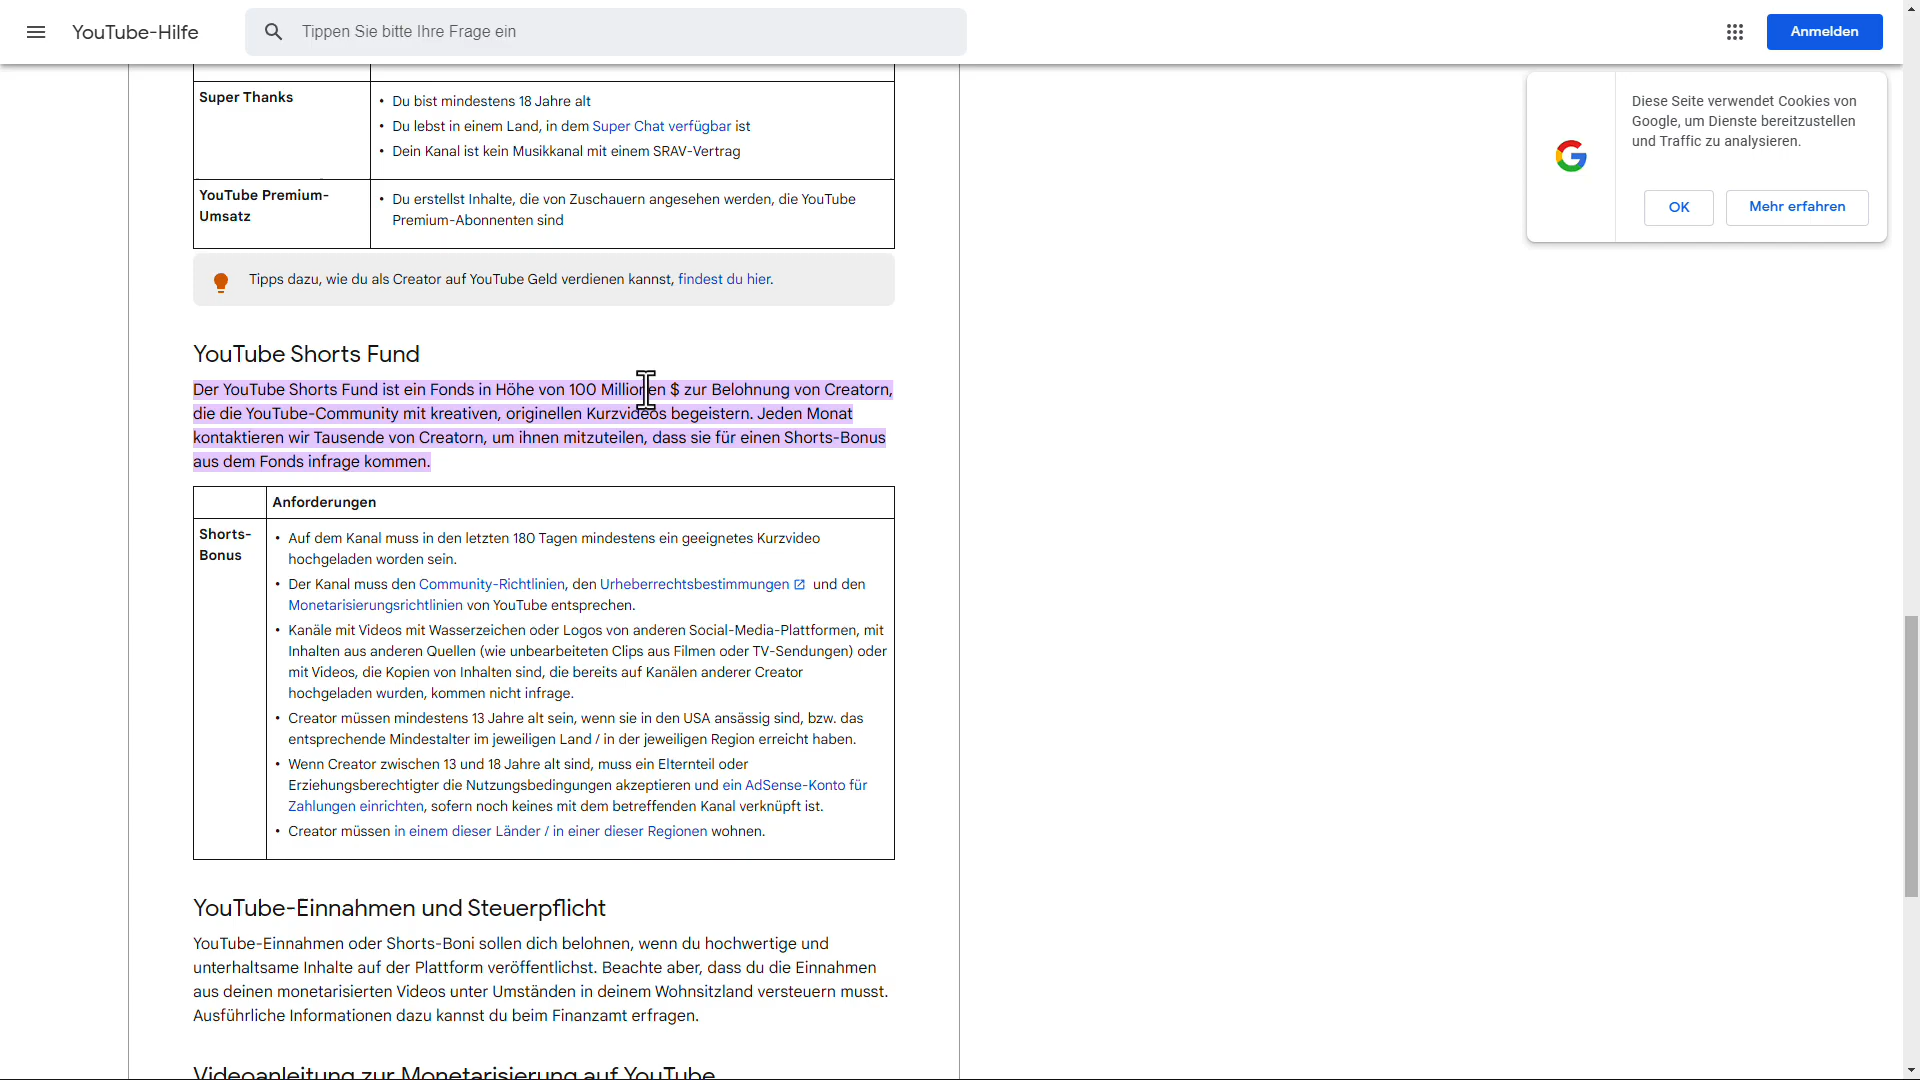 YouTube-Hilfe
Tippen Sie bitte Ihre Frage ein
Anmelden
Diese Seite verwendet Cookies von
Google, um Dienste bereitzustellen
und Traffic zu analysieren.
OK
Mehr erfahren
Super Thanks
• Du bist mindestens 18 Jahre alt
• Du lebst in einem Land, in dem Super Chat verfügbar ist
• Dein Kanal ist kein Musikkanal mit einem SRAV-Vertrag
YouTube Premium-
Umsatz
• Du erstellst Inhalte, die von Zuschauern angesehen werden, die YouTube
Premium-Abonnenten sind
Tipps dazu, wie du als Creator auf YouTube Geld verdienen kannst, findest du hier.
YouTube Shorts Fund
Der YouTube Shorts Fund ist ein Fonds in Höhe von 100 Millionen $ zur Belohnung von Creatorn,
die die YouTube-Community mit kreativen, originellen Kurzvideos begeistern. Jeden Monat
kontaktieren wir Tausende von Creatorn, um ihnen mitzuteilen, dass sie für einen Shorts-Bonus
aus dem Fonds infrage kommen.
Anforderungen
Shorts-
Bonus
• Auf dem Kanal muss in den letzten 180 Tagen mindestens ein geeignetes Kurzvideo
hochgeladen worden sein.
• Der Kanal muss den Community-Richtlinien, den Urheberrechtsbestimmungen und den
Monetarisierungsrichtlinien von YouTube entsprechen.
• Kanäle mit Videos mit Wasserzeichen oder Logos von anderen Social-Media-Plattformen, mit
Inhalten aus anderen Quellen (wie unbearbeiteten Clips aus Filmen oder TV-Sendungen) oder
mit Videos, die Kopien von Inhalten sind, die bereits auf Kanälen anderer Creator
hochgeladen wurden, kommen nicht infrage.
• Creator müssen mindestens 13 Jahre alt sein, wenn sie in den USA ansässig sind, bzw. das
entsprechende Mindestalter im jeweiligen Land / in der jeweiligen Region erreicht haben.
• Wenn Creator zwischen 13 und 18 Jahre alt sind, muss ein Elternteil oder
Erziehungsberechtigter die Nutzungsbedingungen akzeptieren und ein AdSense-Konto für
Zahlungen einrichten, sofern noch keines mit dem betreffenden Kanal verknüpft ist.
• Creator müssen in einem dieser Länder / in einer dieser Regionen wohnen.
YouTube-Einnahmen und Steuerpflicht
YouTube-Einnahmen oder Shorts-Boni sollen dich belohnen, wenn du hochwertige und
unterhaltsame Inhalte auf der Plattform veröffentlichst. Beachte aber, dass du die Einnahmen
aus deinen monetarisierten Videos unter Umständen in deinem Wohnsitzland versteuern musst.
Ausführliche Informationen dazu kannst du beim Finanzamt erfragen.
Videoanleitung zur Monetarisierung auf YouTube